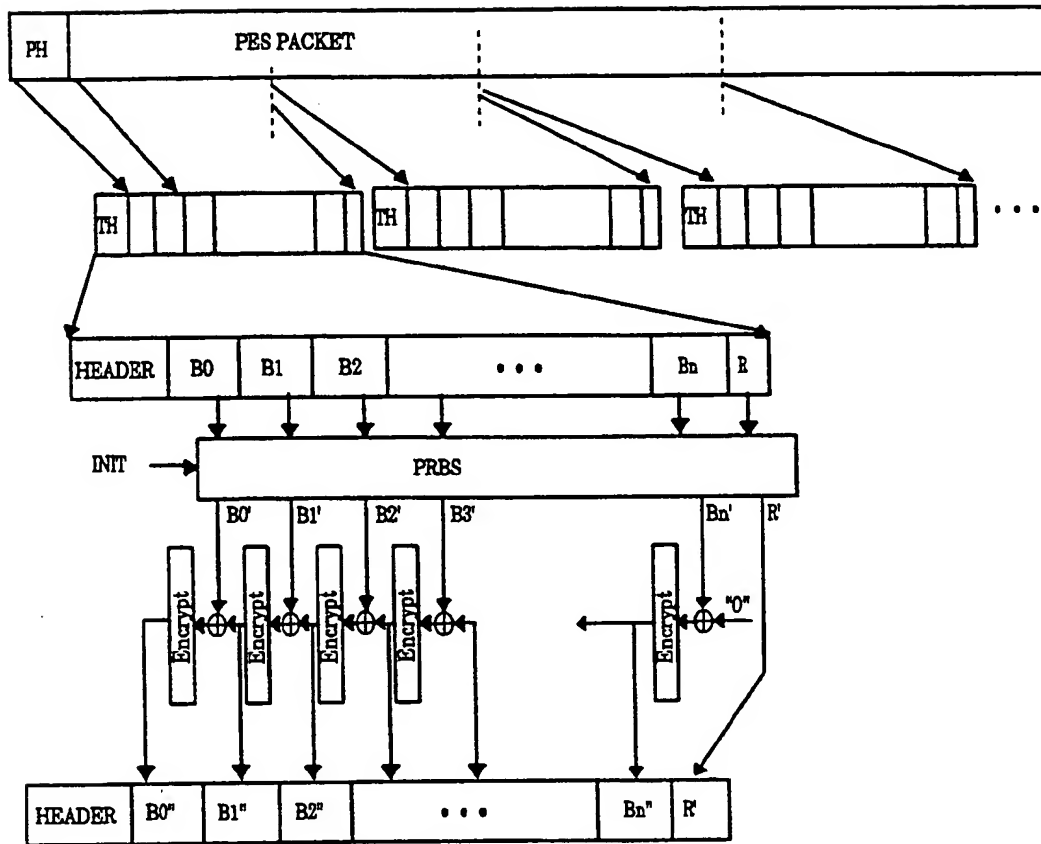 PH PES PACKET
TH TH TH • • •
HEADER B0 B1 B2 • • • Bn R
INIT PRBS
B0' B1' B2' B3' Bn' R'
Encrypt Encrypt Encrypt Encrypt Encrypt "0"
HEADER B0" B1" B2" • • • Bn" R'